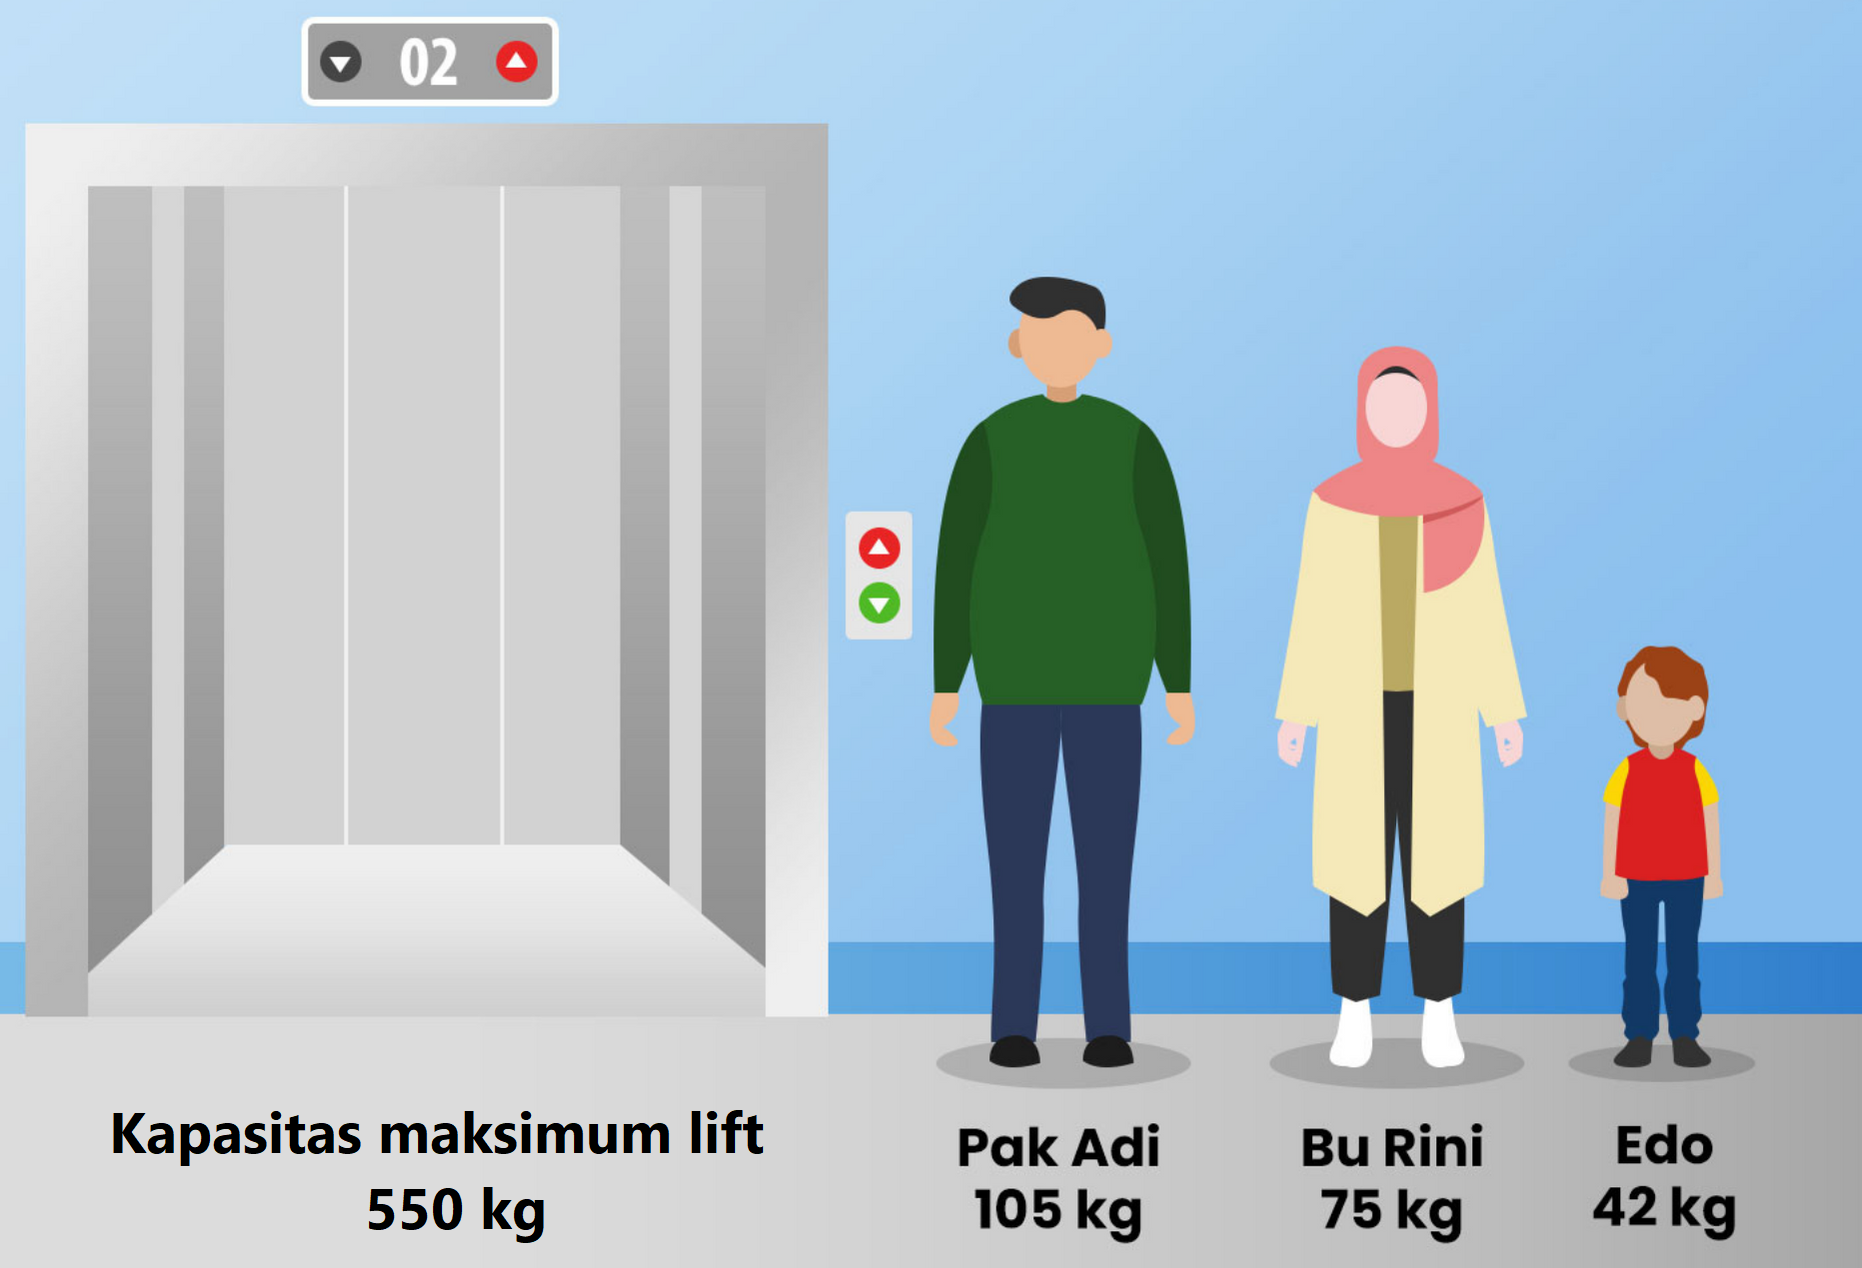 02
Kapasitas maksimum lift
550 kg
Pak Adi
105 kg
Bu Rini
75 kg
Edo
42 kg